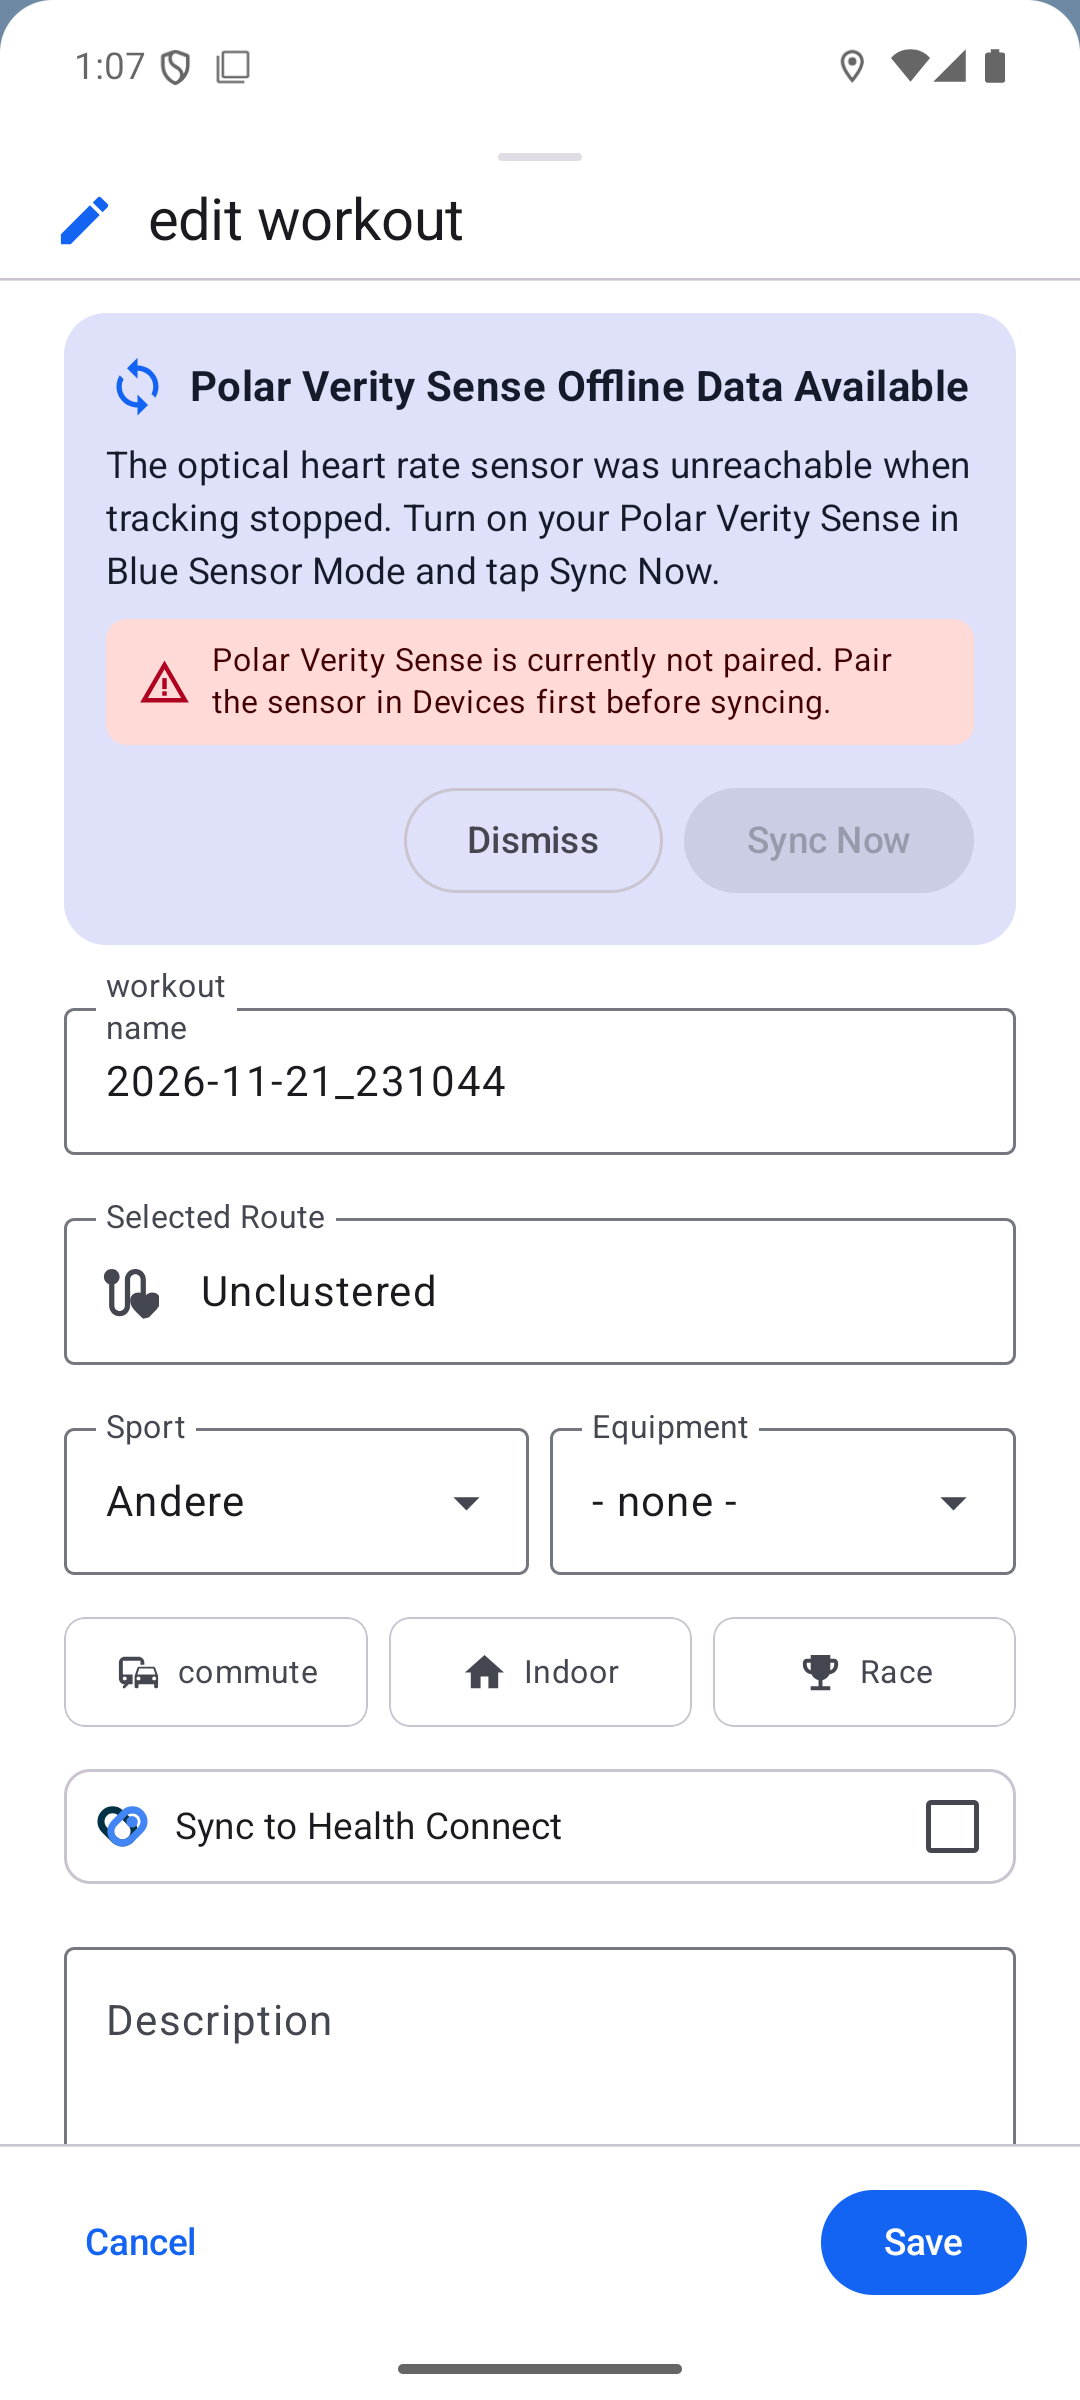 1:07
edit workout
Polar Verity Sense Offline Data Available
The optical heart rate sensor was unreachable when
tracking stopped. Turn on your Polar Verity Sense in
Blue Sensor Mode and tap Sync Now.
Polar Verity Sense is currently not paired. Pair
the sensor in Devices first before syncing.
Dismiss
Sync Now
workout
name
2026-11-21_231044
Selected Route
Unclustered
Sport
Andere
Equipment
- none -
commute
Indoor
Race
Sync to Health Connect
Description
Cancel
Save